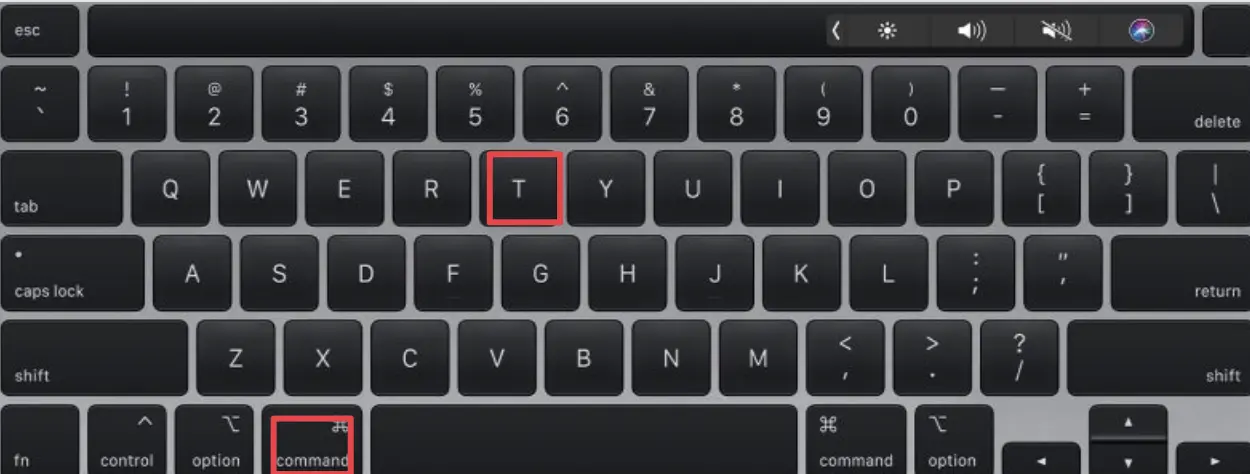 esc
~ ! @ # $ % ^ & * ( ) — +
` 1 2 3 4 5 6 7 8 9 0 - = delete
tab Q W E R T Y U I O P { [ } ] | \
caps lock A S D F G H J K L : ; " ' return
shift Z X C V B N M < , > . ? / shift
fn ^ control ⌥ option ⌘ command ⌘ command ⌥ option ◄ ▲ ▼ ►